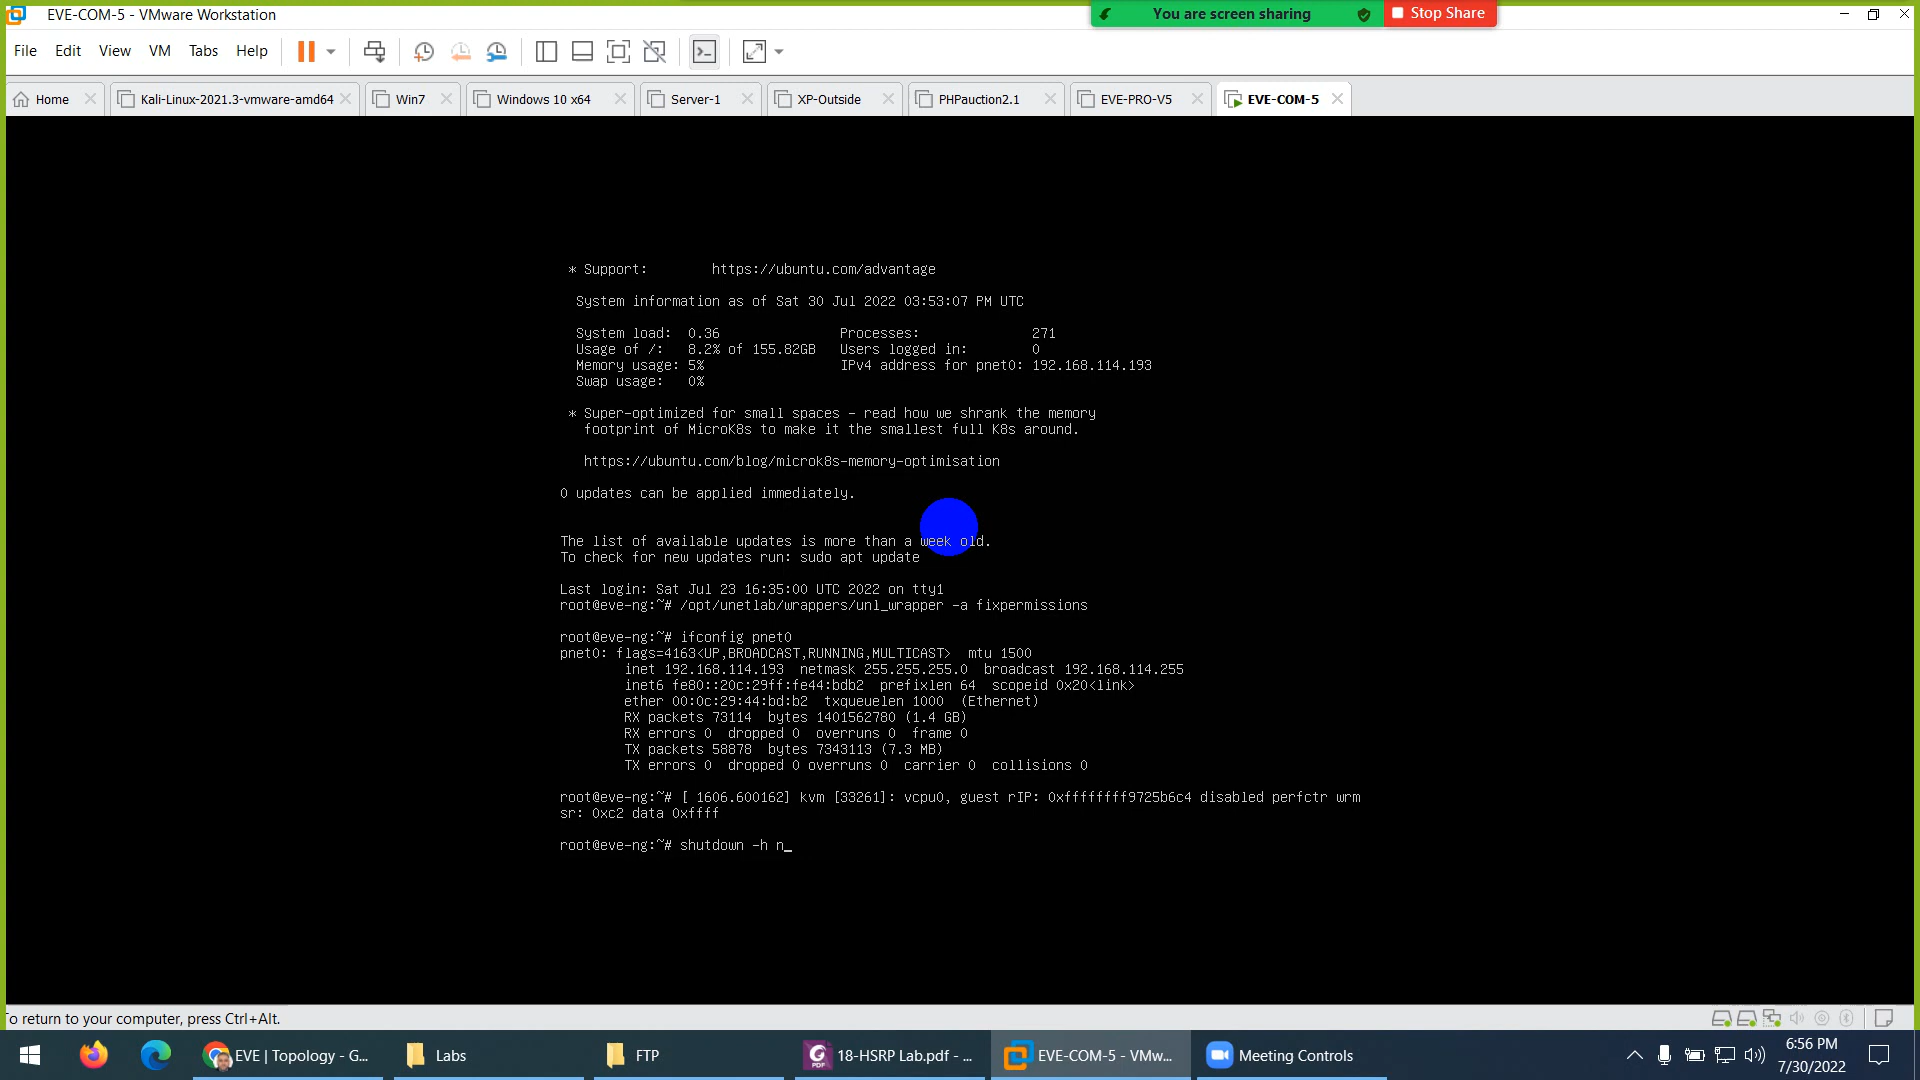 EVE-COM-5 - VMware Workstation
You are screen sharing
Stop Share
File Edit View VM Tabs Help
Home Kali-Linux-2021.3-vmware-amd64 Win7 Windows 10 x64 Server-1 XP-Outside PHPauction2.1 EVE-PRO-V5 EVE-COM-5
* Support: https://ubuntu.com/advantage
System information as of Sat 30 Jul 2022 03:53:07 PM UTC
System load: 0.36 Processes: 271
Usage of /: 8.2% of 155.82GB Users logged in: 0
Memory usage: 5% IPv4 address for pnet0: 192.168.114.193
Swap usage: 0%
* Super-optimized for small spaces - read how we shrank the memory
footprint of MicroK8s to make it the smallest full K8s around.
https://ubuntu.com/blog/microk8s-memory-optimisation
0 updates can be applied immediately.
The list of available updates is more than a week old.
To check for new updates run: sudo apt update
Last login: Sat Jul 23 16:35:00 UTC 2022 on tty1
root@eve-ng:~# /opt/unetlab/wrappers/unl_wrapper -a fixpermissions
root@eve-ng:~# ifconfig pnet0
pnet0: flags=4163<UP,BROADCAST,RUNNING,MULTICAST> mtu 1500
inet 192.168.114.193 netmask 255.255.255.0 broadcast 192.168.114.255
inet6 fe80::20c:29ff:fe44:bdb2 prefixlen 64 scopeid 0x20<link>
ether 00:0c:29:44:bd:b2 txqueuelen 1000 (Ethernet)
RX packets 73114 bytes 1401562780 (1.4 GB)
RX errors 0 dropped 0 overruns 0 frame 0
TX packets 58878 bytes 7343113 (7.3 MB)
TX errors 0 dropped 0 overruns 0 carrier 0 collisions 0
root@eve-ng:~# [ 1606.600162] kvm [33261]: vcpu0, guest rIP: 0xffffffff9725b6c4 disabled perfctr wrm
sr: 0xc2 data 0xffff
root@eve-ng:~# shutdown -h n_
To return to your computer, press Ctrl+Alt.
EVE | Topology - G... Labs FTP 18-HSRP Lab.pdf - ... EVE-COM-5 - VMw... Meeting Controls
6:56 PM
7/30/2022